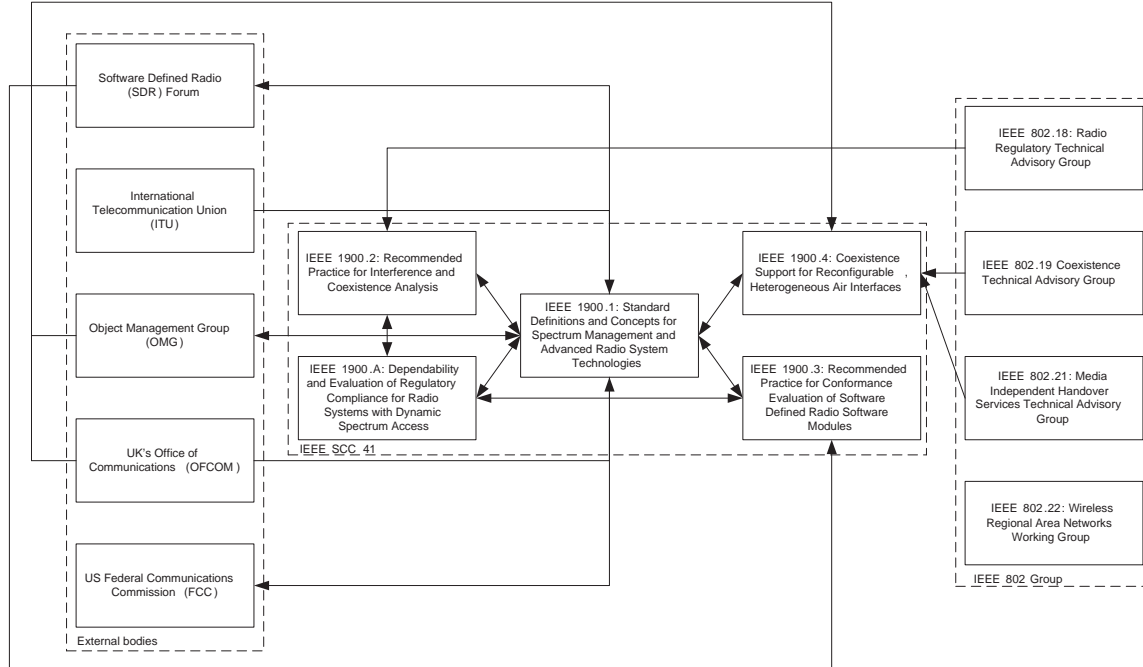 Software Defined Radio
(SDR) Forum
International
Telecommunication Union
(ITU)
Object Management Group
(OMG)
UK's Office of
Communications (OFCOM)
US Federal Communications
Commission (FCC)
External bodies
IEEE 1900.2: Recommended
Practice for Interference and
Coexistence Analysis
IEEE 1900.A: Dependability
and Evaluation of Regulatory
Compliance for Radio
Systems with Dynamic
Spectrum Access
IEEE SCC 41
IEEE 1900.1: Standard
Definitions and Concepts for
Spectrum Management and
Advanced Radio System
Technologies
IEEE 1900.4: Coexistence
Support for Reconfigurable ,
Heterogeneous Air Interfaces
IEEE 1900.3: Recommended
Practice for Conformance
Evaluation of Software
Defined Radio Software
Modules
IEEE 802.18: Radio
Regulatory Technical
Advisory Group
IEEE 802.19 Coexistence
Technical Advisory Group
IEEE 802.21: Media
Independent Handover
Services Technical Advisory
Group
IEEE 802.22: Wireless
Regional Area Networks
Working Group
IEEE 802 Group